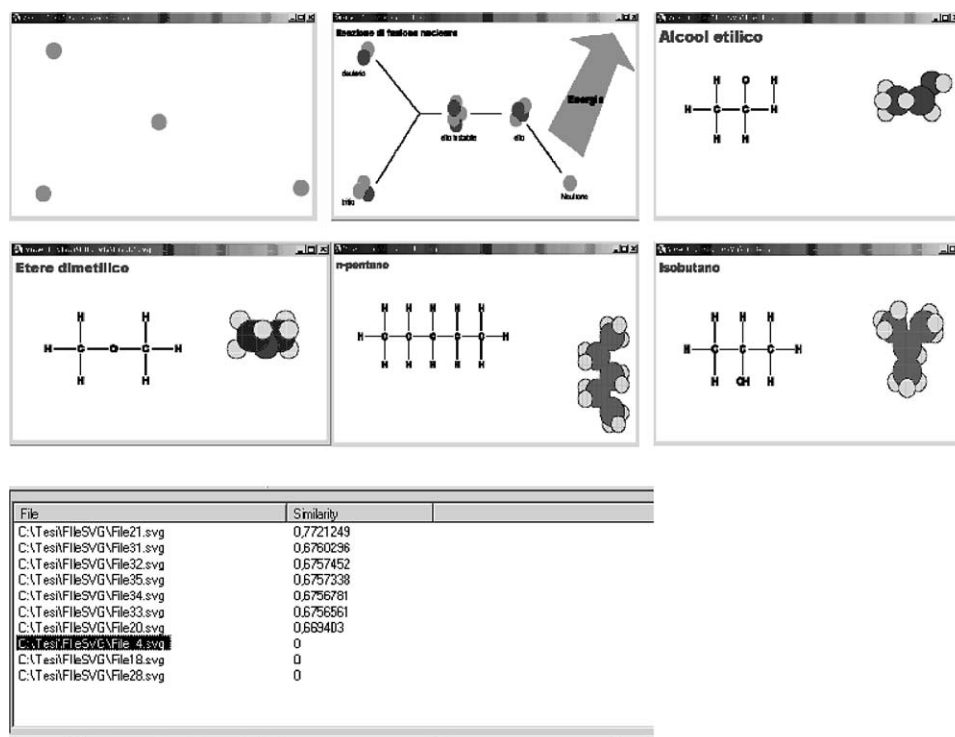 Reazione di fusione nucleare
deuterio
Energia
elio instabile
elio
trizio
Neutrone
Alcool etilico
H O H
H C C H
H H
Etere dimetilico
H H
H C O C H
H H
n-pentano
H H H H H
H C C C C C H
H H H H H
Isobutano
H H H
H C C C H
H CH H
File Similarity
C:\Tesi\FIleSVG\File21.svg 0,7721249
C:\Tesi\FIleSVG\File31.svg 0,6760296
C:\Tesi\FIleSVG\File32.svg 0,6757452
C:\Tesi\FIleSVG\File35.svg 0,6757338
C:\Tesi\FIleSVG\File34.svg 0,6756781
C:\Tesi\FIleSVG\File33.svg 0,6756561
C:\Tesi\FIleSVG\File20.svg 0,669403
C:\Tesi\FIleSVG\File_4.svg 0
C:\Tesi\FIleSVG\File18.svg 0
C:\Tesi\FIleSVG\File28.svg 0